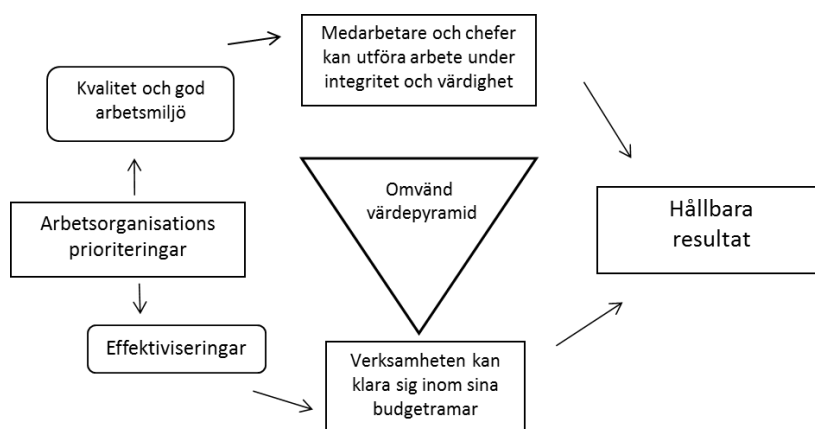 Medarbetare och chefer
kan utföra arbete under
integritet och värdighet
Kvalitet och god
arbetsmiljö
Omvänd
värdepyramid
Arbetsorganisations
prioriteringar
Hållbara
resultat
Effektiviseringar
Verksamheten kan
klara sig inom sina
budgetramar